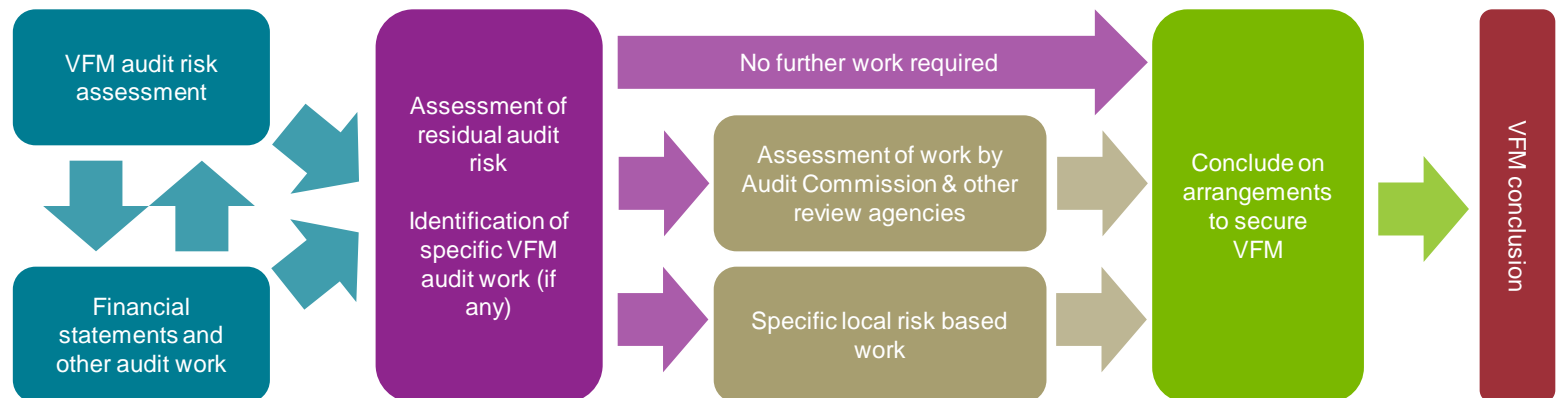 VFM audit risk
assessment
Financial
statements and
other audit work
Assessment of
residual audit
risk
Identification of
specific VFM
audit work (if
any)
No further work required
Assessment of work by
Audit Commission & other
review agencies
Specific local risk based
work
Conclude on
arrangements
to secure
VFM
VFM conclusion